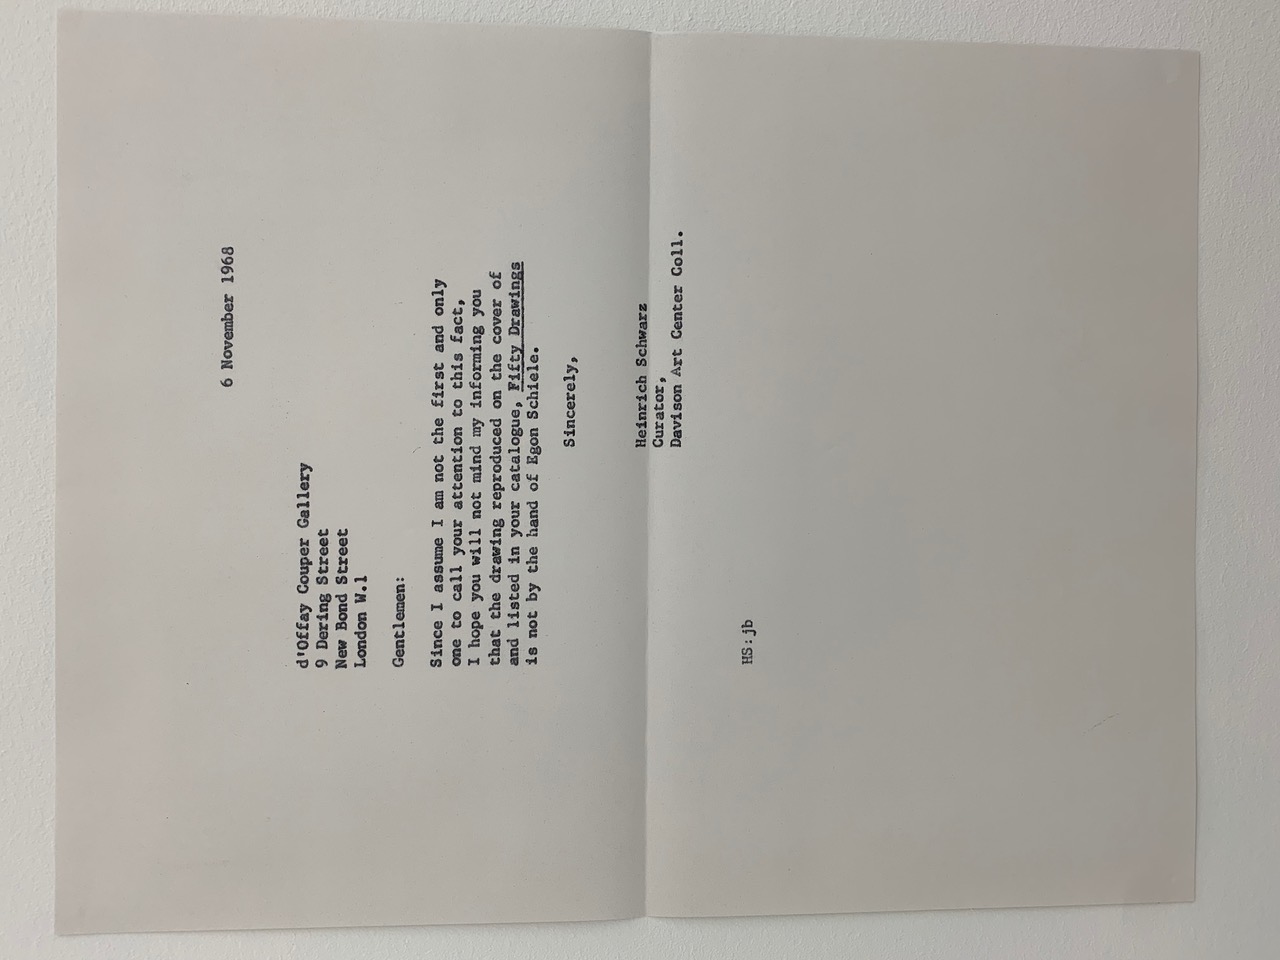 6 November 1968
d'Offay Couper Gallery
9 Dering Street
New Bond Street
London W.1
Gentlemen:
Since I assume I am not the first and only
one to call your attention to this fact,
I hope you will not mind my informing you
that the drawing reproduced on the cover of
and listed in your catalogue, Fifty Drawings
is not by the hand of Egon Schiele.
Sincerely,
Heinrich Schwarz
Curator,
Davison Art Center Coll.
HS:jb